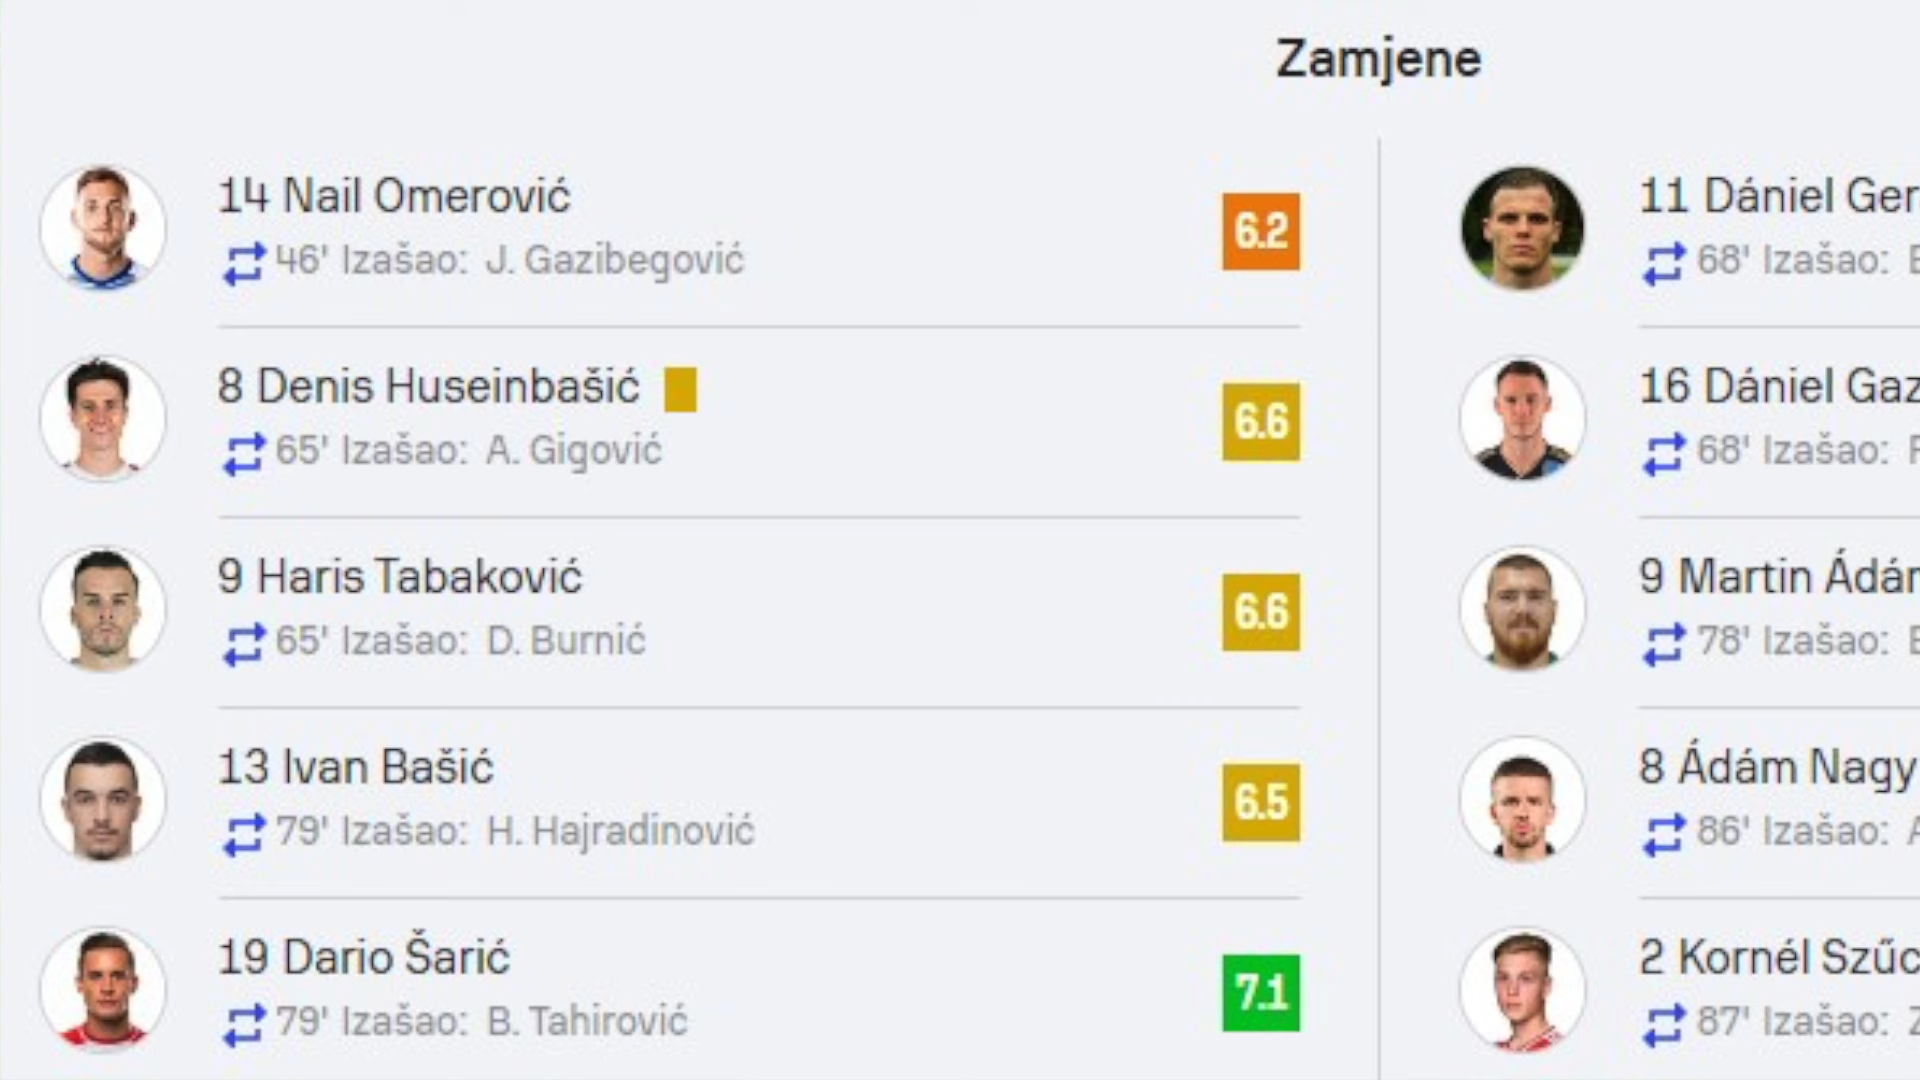 Zamjene
14 Nail Omerović
46' Izašao: J. Gazibegović
6.2
8 Denis Huseinbašić
65' Izašao: A. Gigović
6.6
9 Haris Tabaković
65' Izašao: D. Burnić
6.6
13 Ivan Bašić
79' Izašao: H. Hajradinović
6.5
19 Dario Šarić
79' Izašao: B. Tahirović
7.1
11 Dániel
68' Izašao:
16 Dániel
68' Izašao:
9 Martin
78' Izašao:
8 Ádám Nagy
86' Izašao:
2 Kornél
87' Izašao: